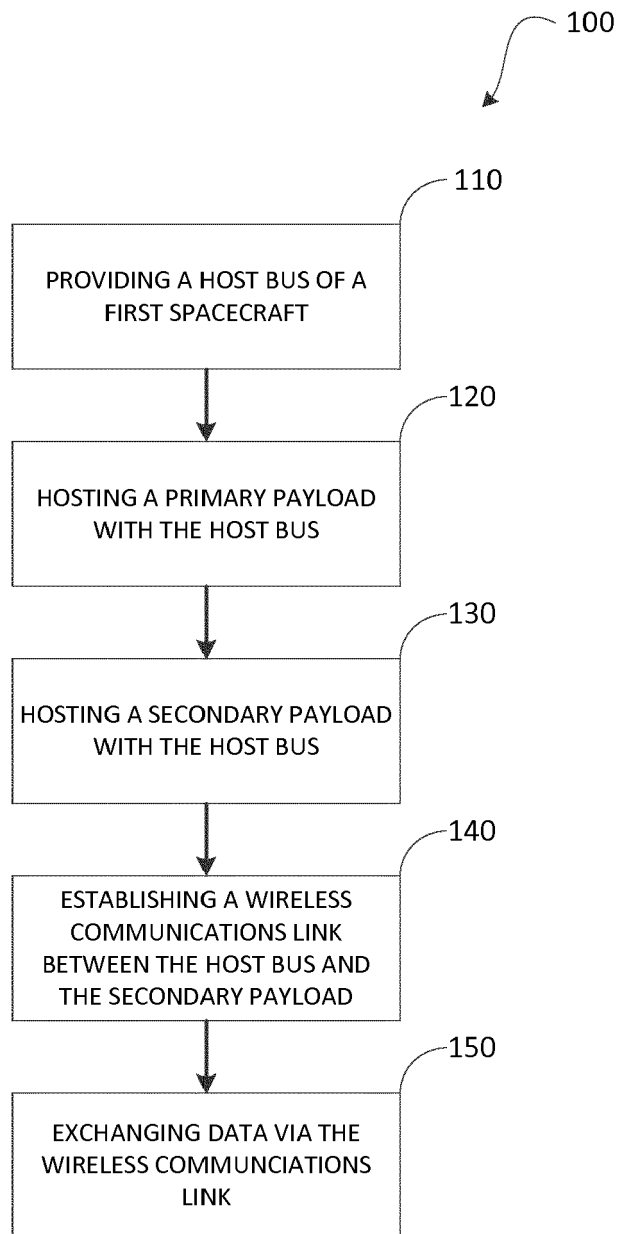 100
110
PROVIDING A HOST BUS OF A
FIRST SPACECRAFT
120
HOSTING A PRIMARY PAYLOAD
WITH THE HOST BUS
130
HOSTING A SECONDARY PAYLOAD
WITH THE HOST BUS
140
ESTABLISHING A WIRELESS
COMMUNICATIONS LINK
BETWEEN THE HOST BUS AND
THE SECONDARY PAYLOAD
150
EXCHANGING DATA VIA THE
WIRELESS COMMUNCIATIONS
LINK